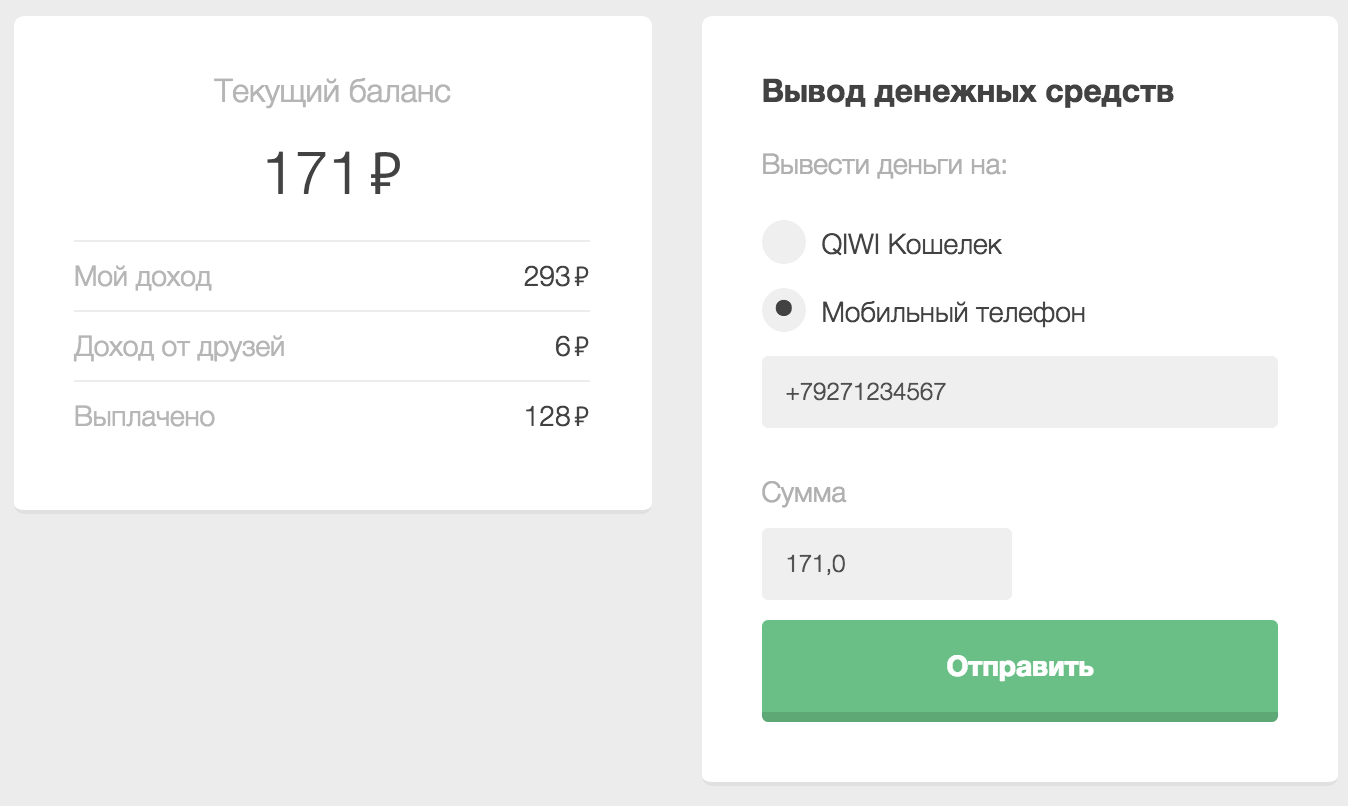 Текущий баланс
171 ₽
Мой доход 293 ₽
Доход от друзей 6 ₽
Выплачено 128 ₽
Вывод денежных средств
Вывести деньги на:
QIWI Кошелек
Мобильный телефон
+79271234567
Сумма
171,0
Отправить